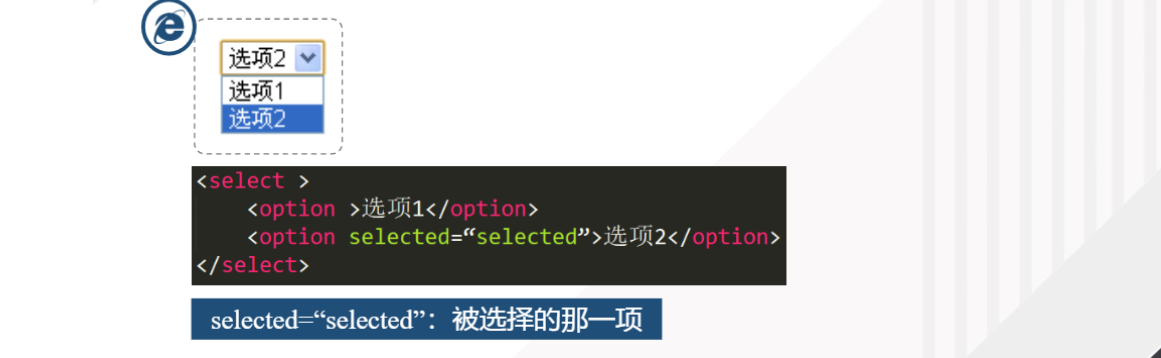 选项2
选项1
选项2
<select >
<option >选项1</option>
<option selected=“selected”>选项2</option>
</select>
selected=“selected”：被选择的那一项